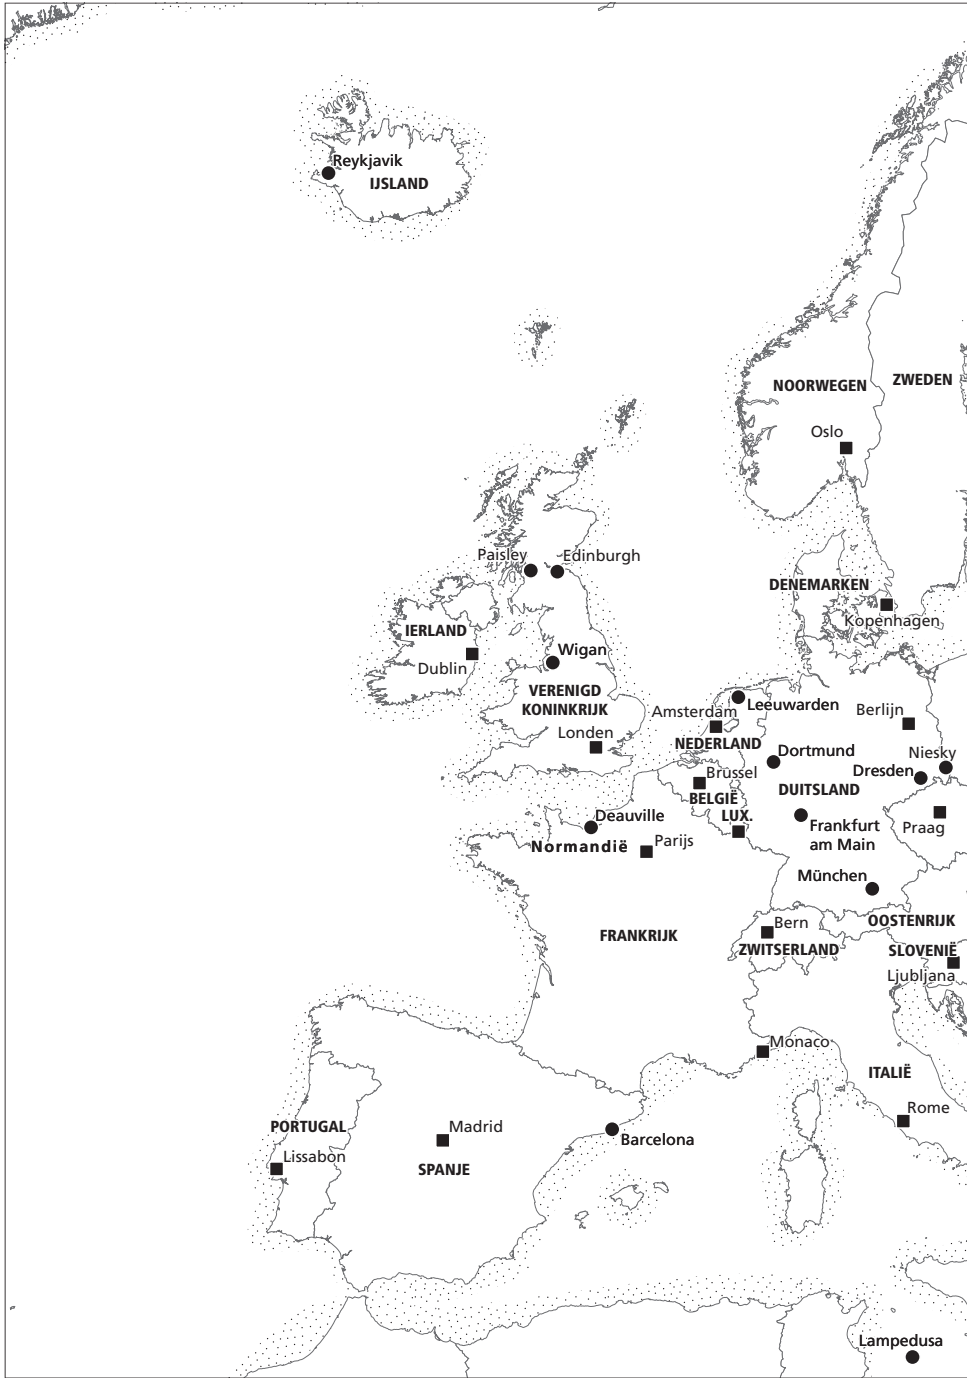 Reykjavik
IJSLAND
NOORWEGEN
ZWEDEN
Oslo
Paisley
Edinburgh
DENEMARKEN
Kopenhagen
IERLAND
Dublin
Wigan
VERENIGD
KONINKRIJK
Londen
Leeuwarden
Amsterdam
NEDERLAND
Berlijn
Dortmund
Niesky
Dresden
Brussel
BELGIË
DUITSLAND
LUX.
Deauville
Normandië
Parijs
Frankfurt
am Main
Praag
München
FRANKRIJK
Bern
ZWITSERLAND
OOSTENRIJK
SLOVENIË
Ljubljana
Monaco
ITALIË
Rome
PORTUGAL
Lissabon
Madrid
SPANJE
Barcelona
Lampedusa